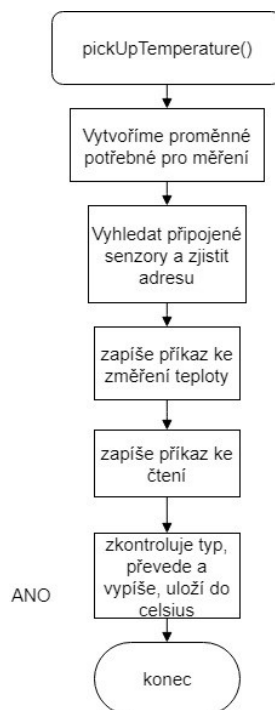 pickUpTemperature()
Vytvoříme proměnné
potřebné pro měření
Vyhledat připojené
senzory a zjistit
adresu
zapíše příkaz ke
změření teploty
zapíše příkaz ke
čtení
zkontroluje typ,
převede a
vypíše, uloží do
celsius
ANO
konec